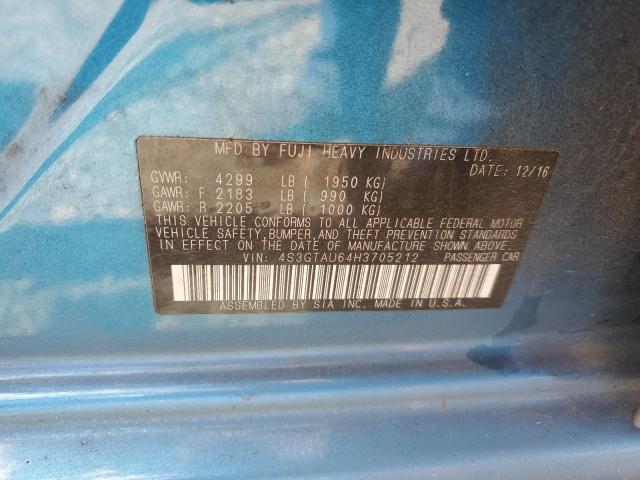 MFD BY FUJI HEAVY INDUSTRIES LTD.
DATE: 12/16
GVWR: 4299 LB ( 1950 KG)
GAWR: F 2183 LB ( 990 KG)
GAWR: R 2205 LB ( 1000 KG)
THIS VEHICLE CONFORMS TO ALL APPLICABLE FEDERAL MOTOR
VEHICLE SAFETY, BUMPER AND THEFT PREVENTION STANDARDS
IN EFFECT ON THE DATE OF MANUFACTURE SHOWN ABOVE.
VIN: 4S3GTAU64H3705212 PASSENGER CAR
ASSEMBLED BY SIA INC. MADE IN U.S.A.